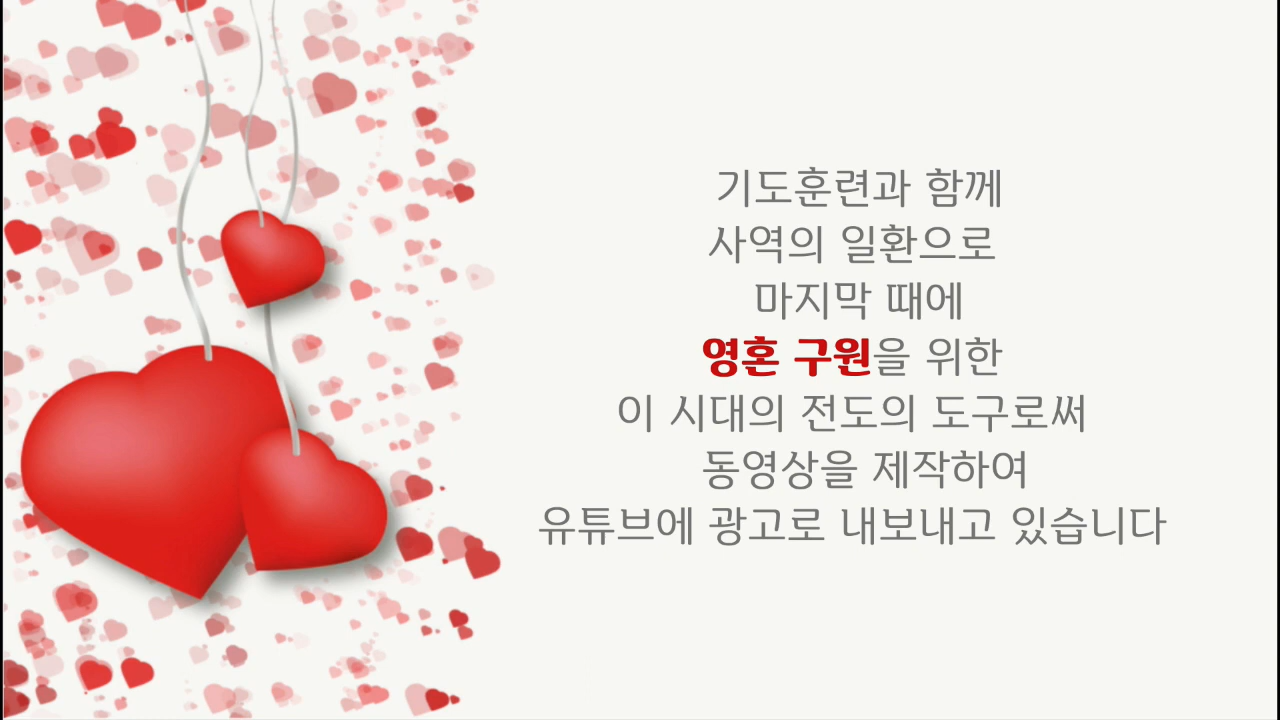 기도훈련과 함께
사역의 일환으로
마지막 때에
영혼 구원을 위한
이 시대의 전도의 도구로써
동영상을 제작하여
유튜브에 광고로 내보내고 있습니다